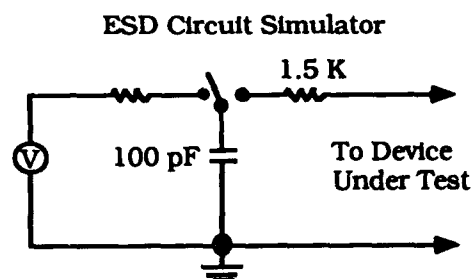 ESD Circuit Simulator
1.5 K
V
100 pF
To Device
Under Test